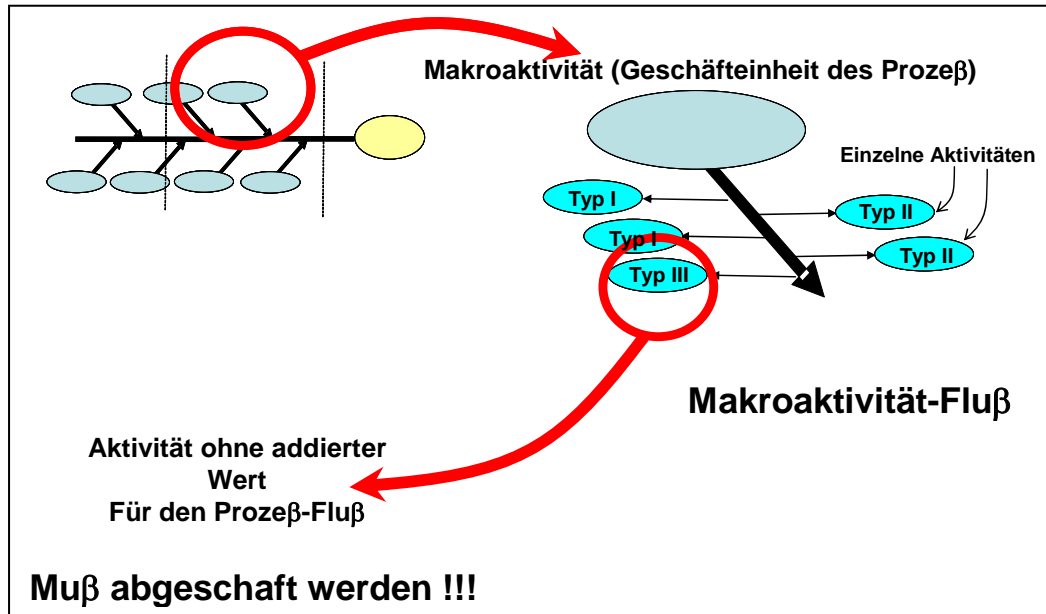 Makroaktivität (Geschäfteinheit des Prozeβ)
Einzelne Aktivitäten
Typ I
Typ II
Typ I
Typ II
Typ III
Makroaktivität-Fluβ
Aktivität ohne addierter
Wert
Für den Prozeβ-Fluβ
Muβ abgeschaft werden !!!